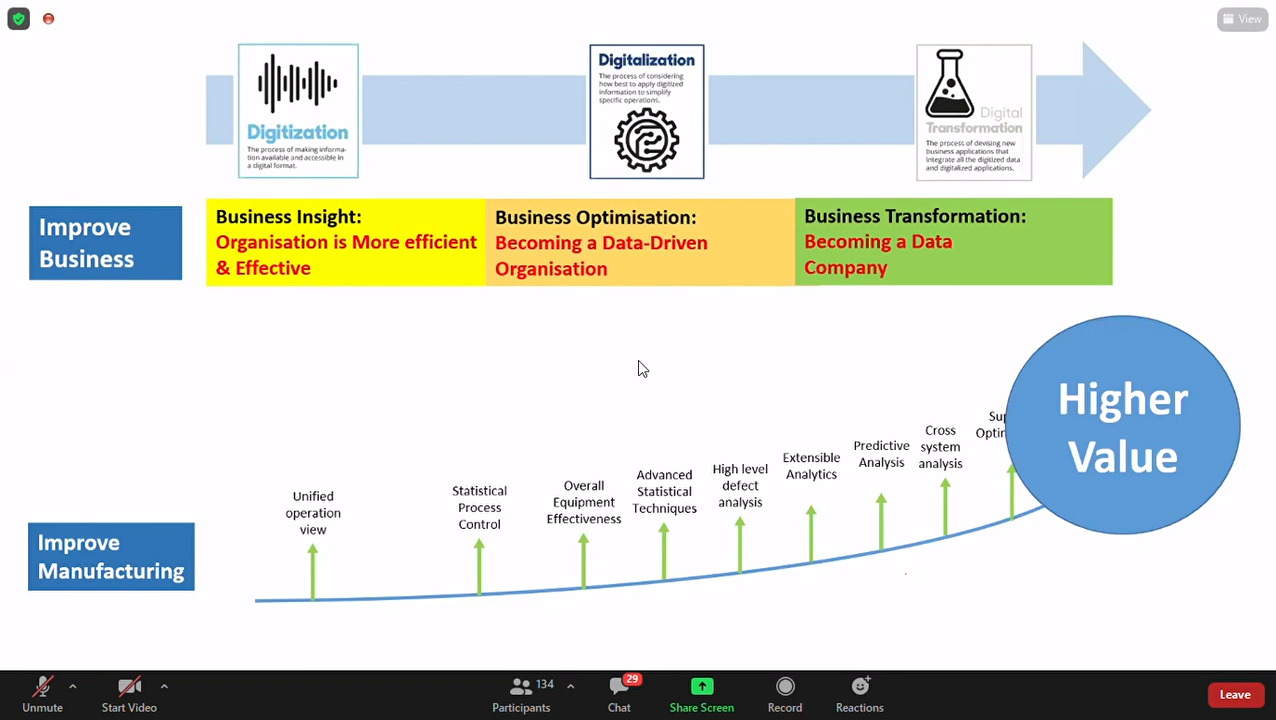 View
Digitization
The process of making informa-
tion available and accessible in
a digital format.
Digitalization
The process of considering
how best to apply digitized
information to simplify
specific operations.
Digital
Transformation
The process of devising new
business applications that
integrate all the digitized data
and digitalized applications.
Improve
Business
Business Insight:
Organisation is More efficient
& Effective
Business Optimisation:
Becoming a Data-Driven
Organisation
Business Transformation:
Becoming a Data
Company
Improve
Manufacturing
Unified
operation
view
Statistical
Process
Control
Overall
Equipment
Effectiveness
Advanced
Statistical
Techniques
High level
defect
analysis
Extensible
Analytics
Predictive
Analysis
Cross
system
analysis
Higher
Value
Unmute
Start Video
134
Participants
29
Chat
Share Screen
Record
Reactions
Leave